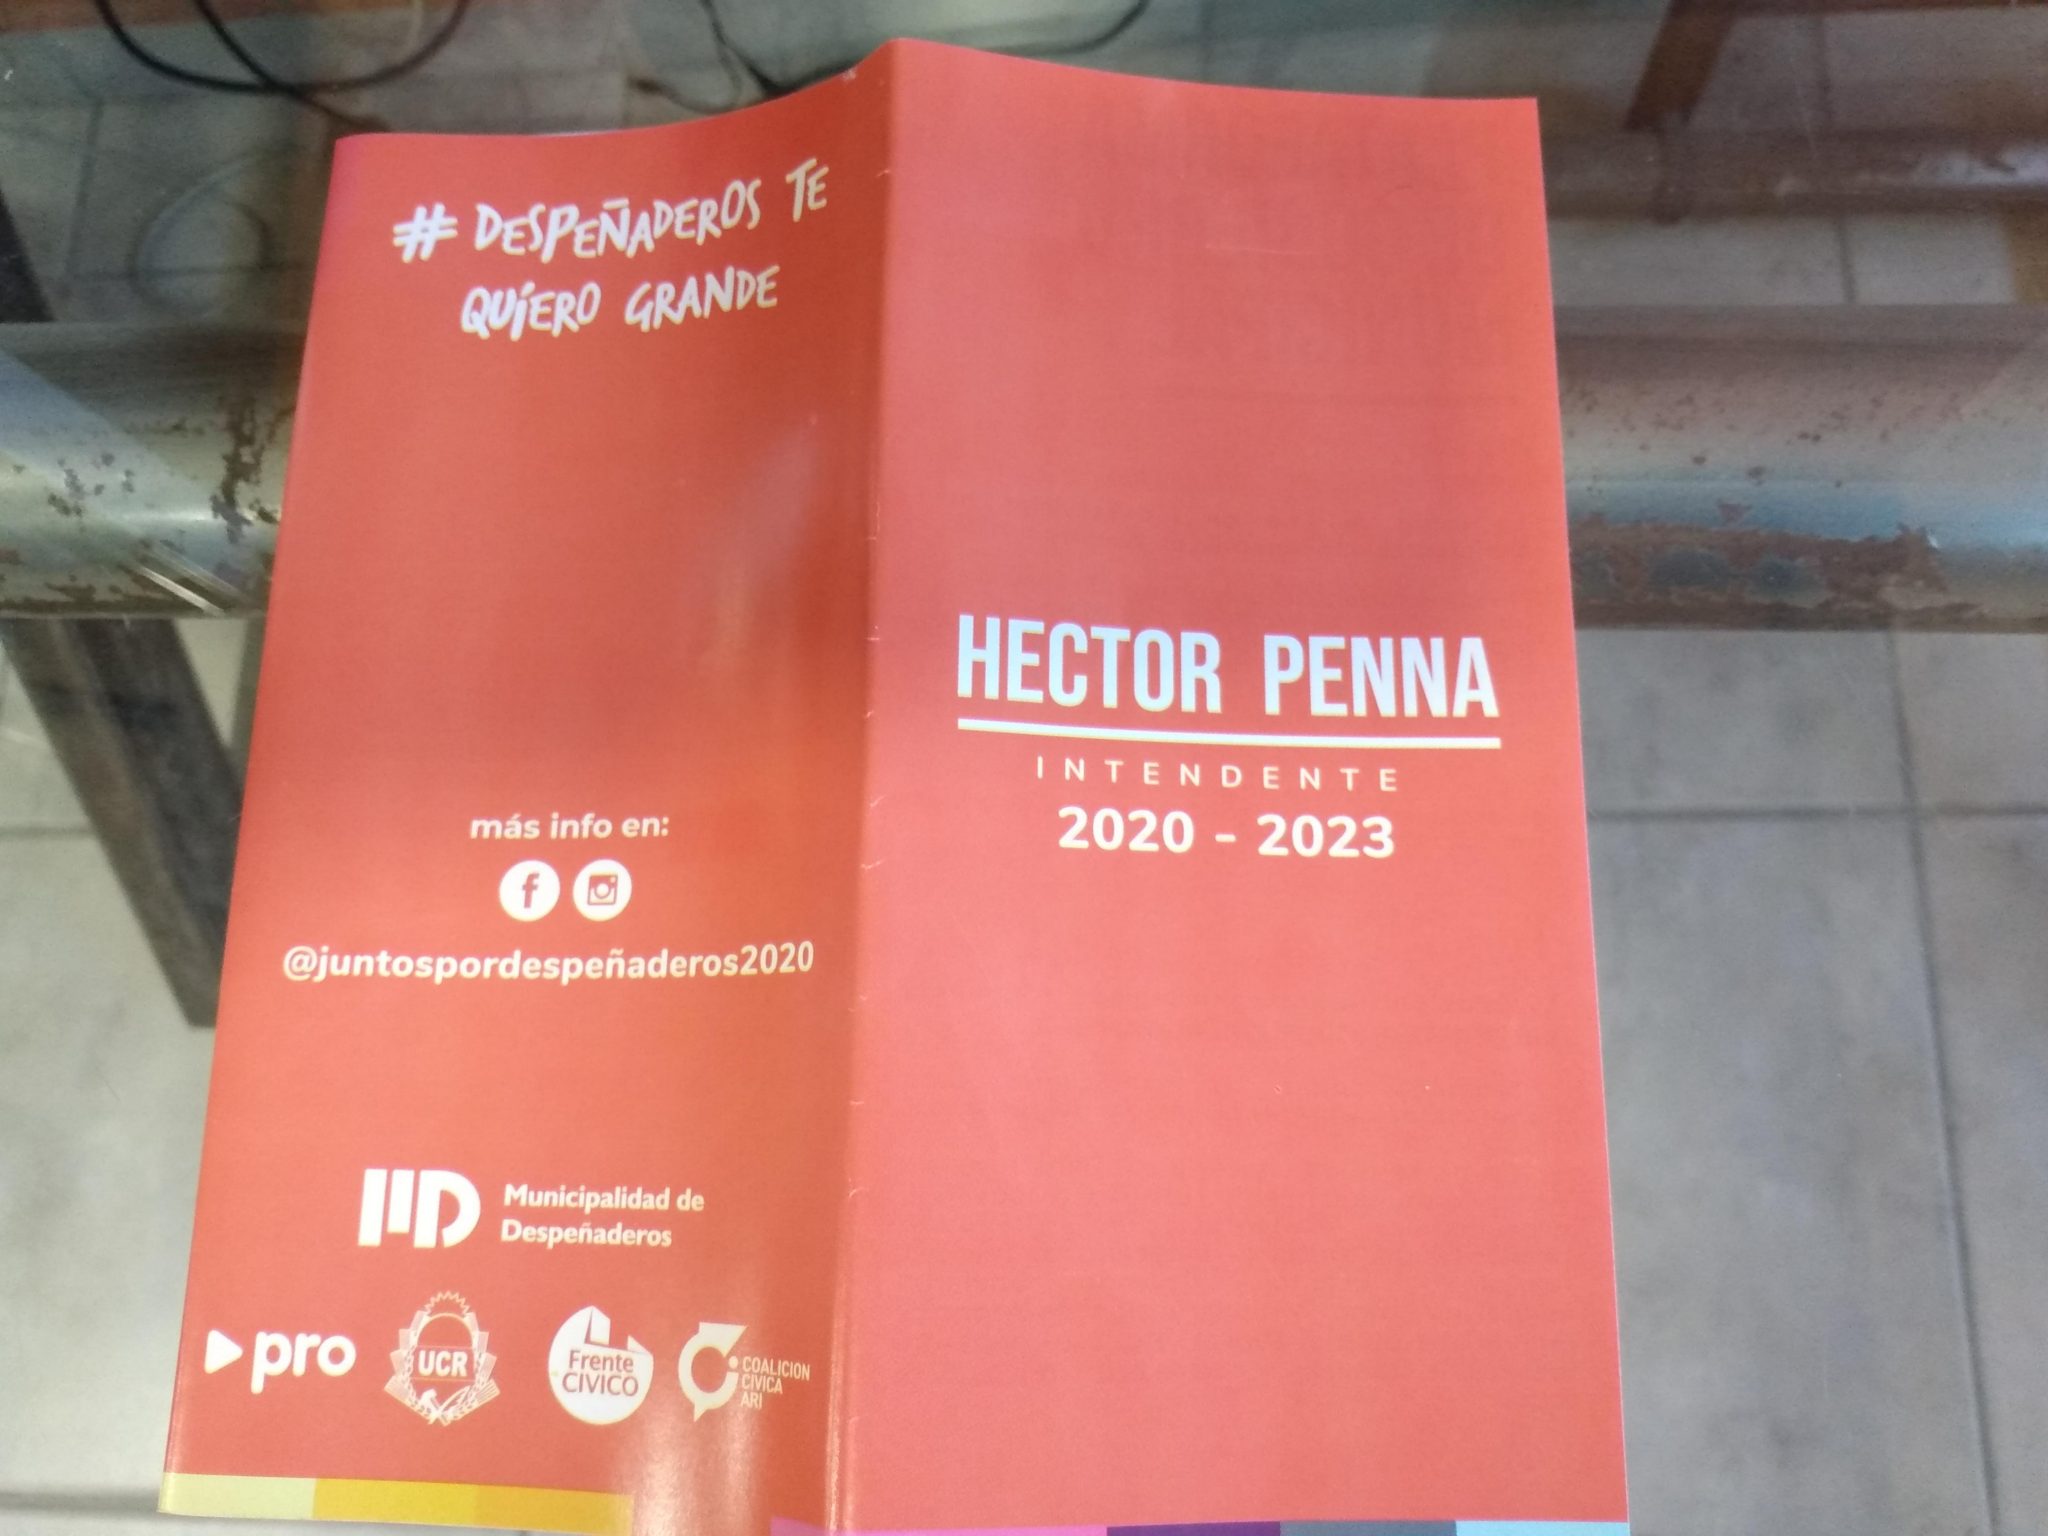 # DESPEÑADEROS TE
QUIERO GRANDE
más info en:
@juntospordespeñaderos2020
Municipalidad de
Despeñaderos
pro
UCR
Frente
CIVICO
COALICION
CIVICA
ARI
HECTOR PENNA
INTENDENTE
2020 - 2023